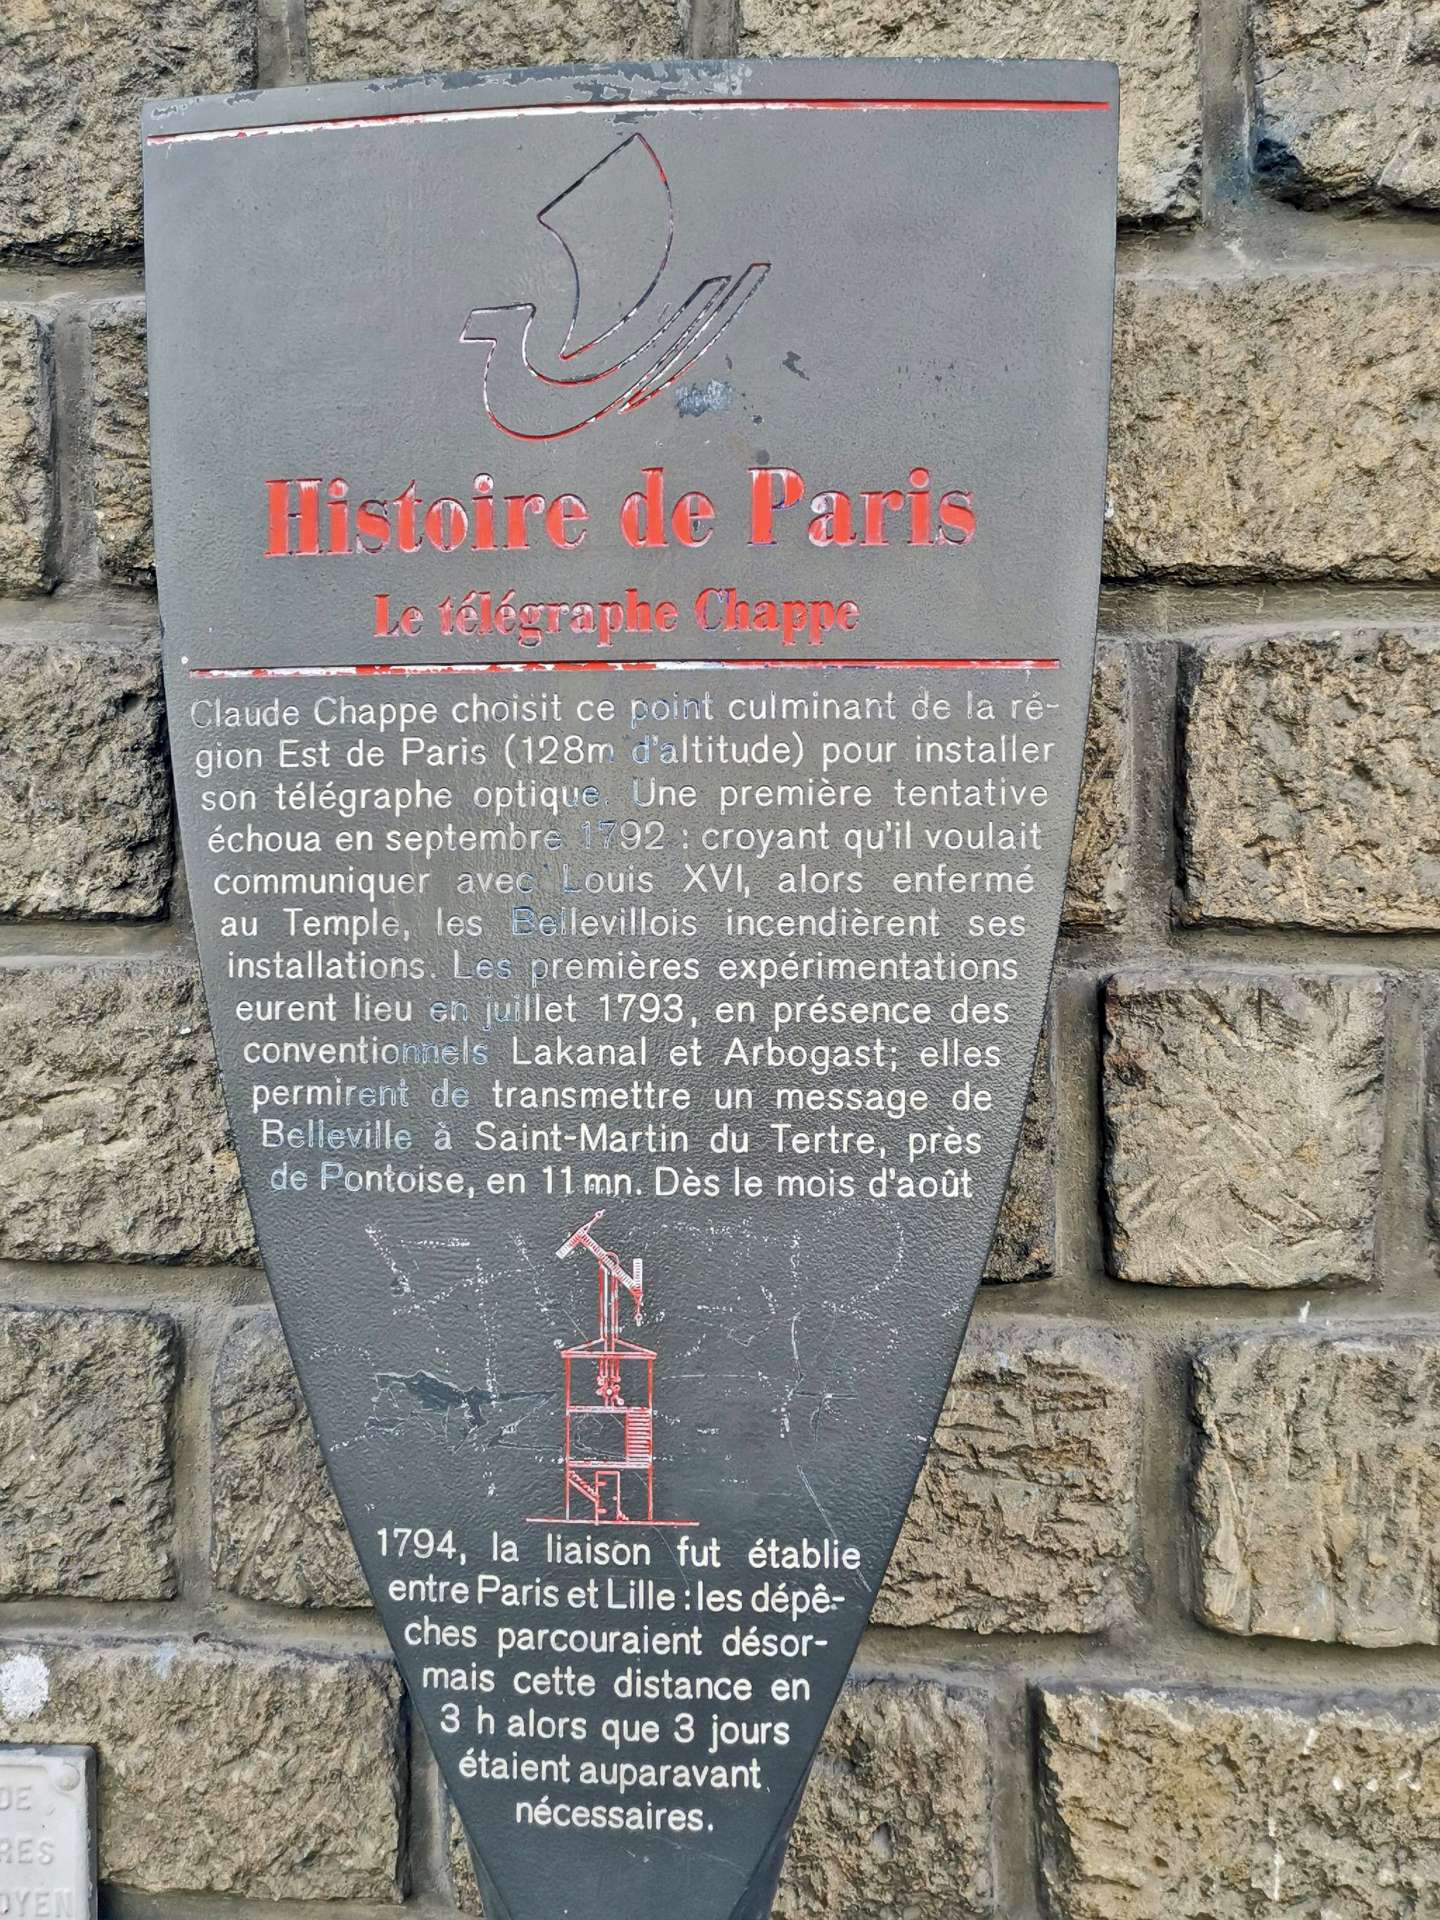 Histoire de Paris
Le télégraphe Chappe
Claude Chappe choisit ce point culminant de la ré-
gion Est de Paris (128m d'altitude) pour installer
son télégraphe optique. Une première tentative
échoua en septembre 1792 : croyant qu'il voulait
communiquer avec Louis XVI, alors enfermé
au Temple, les Bellevillois incendièrent ses
installations. Les premières expérimentations
eurent lieu en juillet 1793, en présence des
conventionnels Lakanal et Arbogast; elles
permirent de transmettre un message de
Belleville à Saint-Martin du Tertre, près
de Pontoise, en 11 mn. Dès le mois d'août
1794, la liaison fut établie
entre Paris et Lille : les dépê-
ches parcouraient désor-
mais cette distance en
3 h alors que 3 jours
étaient auparavant
nécessaires.
DE
RES
OYEN